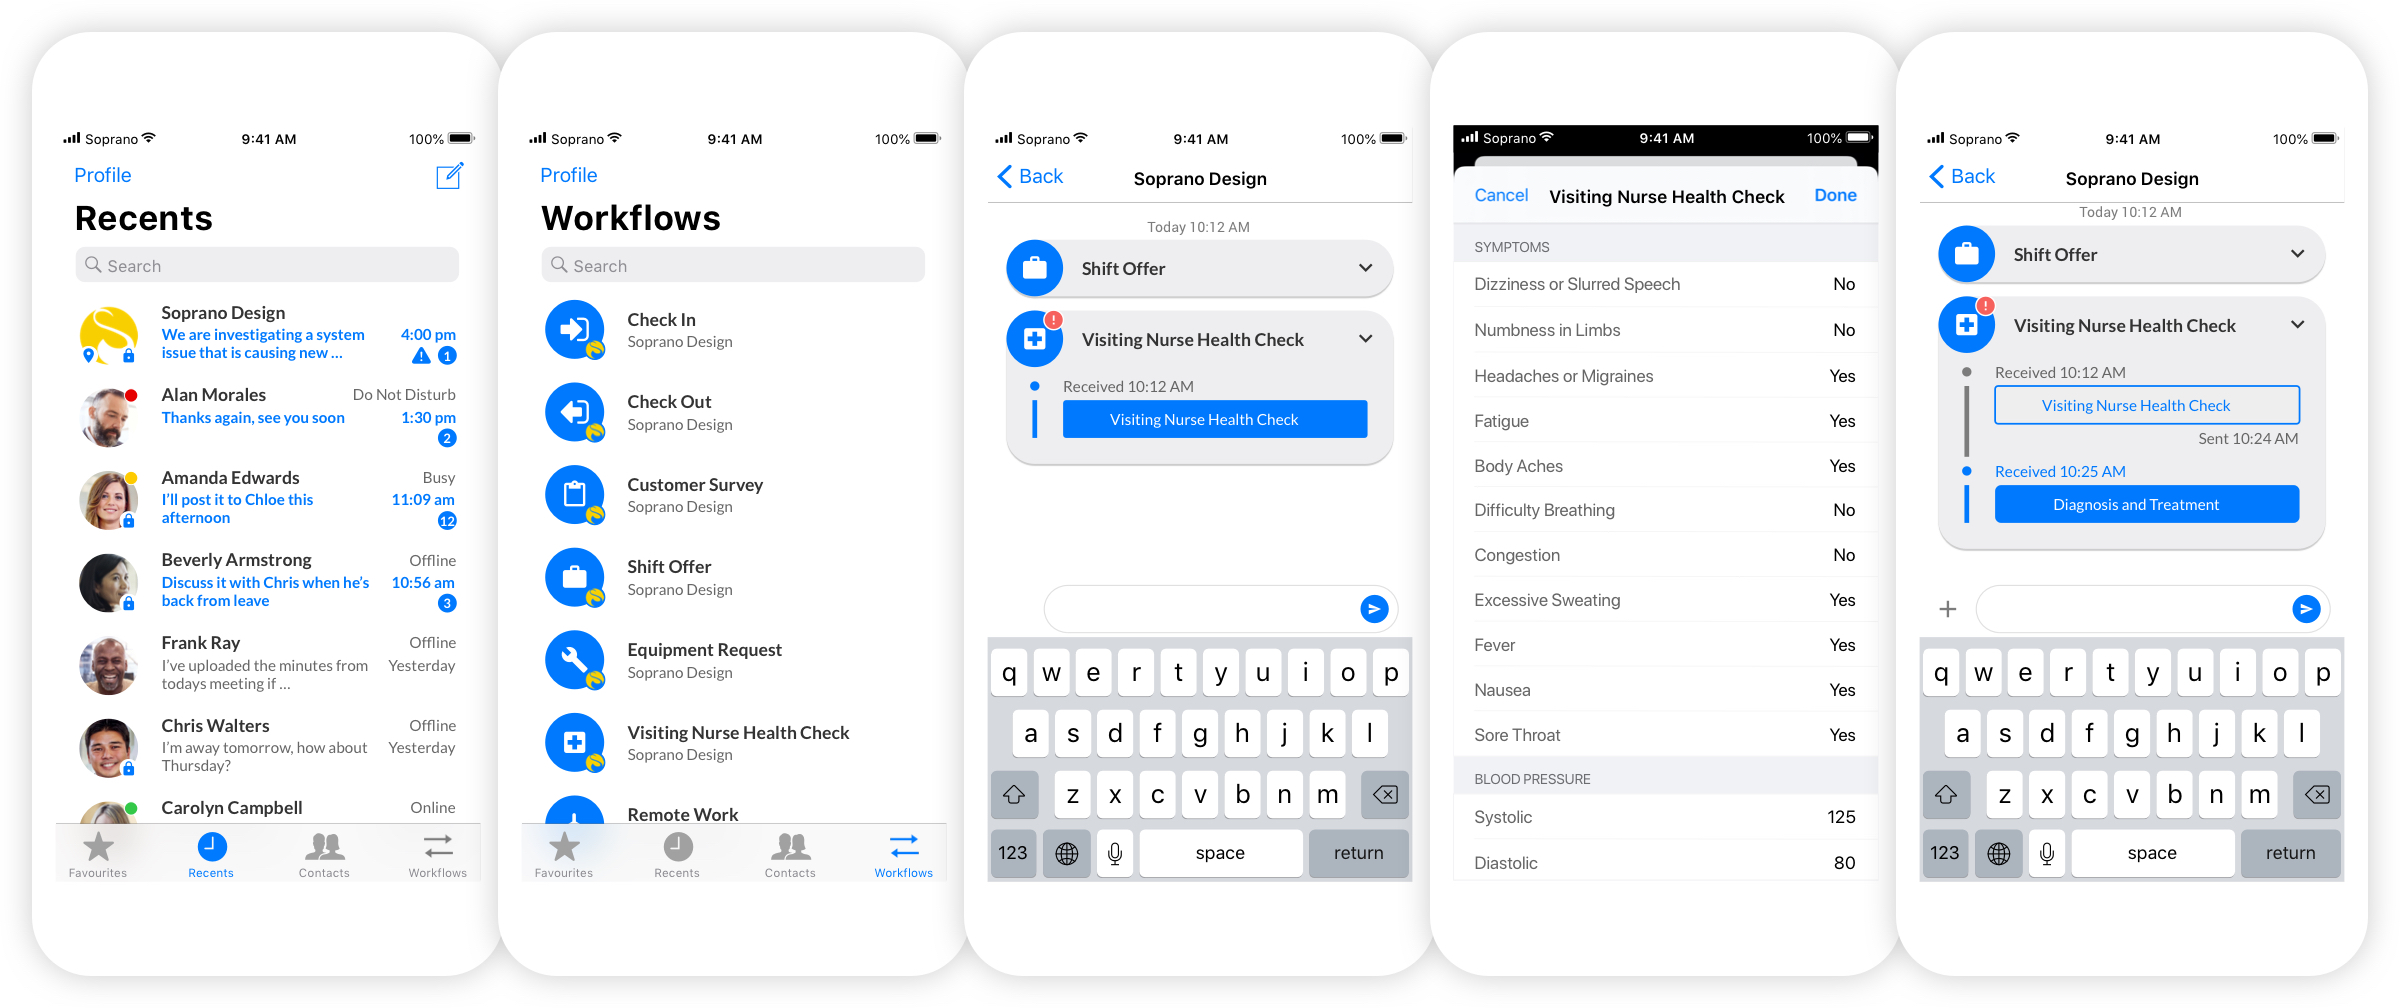 Soprano 9:41 AM 100%
Profile
Recents
Search
Soprano Design
We are investigating a system 4:00 pm
issue that is causing new ... 1
Alan Morales Do Not Disturb
Thanks again, see you soon 1:30 pm
2
Amanda Edwards Busy
I'll post it to Chloe this 11:09 am
afternoon 12
Beverly Armstrong Offline
Discuss it with Chris when he's 10:56 am
back from leave 3
Frank Ray Offline
I've uploaded the minutes from Yesterday
todays meeting if ...
Chris Walters Offline
I'm away tomorrow, how about Yesterday
Thursday?
Carolyn Campbell Online
Favourites Recents Contacts Workflows
Soprano 9:41 AM 100%
Profile
Workflows
Search
Check In
Soprano Design
Check Out
Soprano Design
Customer Survey
Soprano Design
Shift Offer
Soprano Design
Equipment Request
Soprano Design
Visiting Nurse Health Check
Soprano Design
Remote Work
Favourites Recents Contacts Workflows
Soprano 9:41 AM 100%
Back Soprano Design
Today 10:12 AM
Shift Offer
!
Visiting Nurse Health Check
Received 10:12 AM
Visiting Nurse Health Check
q w e r t y u i o p
a s d f g h j k l
z x c v b n m
123 space return
Soprano 9:41 AM 100%
Cancel Visiting Nurse Health Check Done
SYMPTOMS
Dizziness or Slurred Speech No
Numbness in Limbs No
Headaches or Migraines Yes
Fatigue Yes
Body Aches Yes
Difficulty Breathing No
Congestion No
Excessive Sweating Yes
Fever Yes
Nausea Yes
Sore Throat Yes
BLOOD PRESSURE
Systolic 125
Diastolic 80
Soprano 9:41 AM 100%
Back Soprano Design
Today 10:12 AM
Shift Offer
!
Visiting Nurse Health Check
Received 10:12 AM
Visiting Nurse Health Check
Sent 10:24 AM
Received 10:25 AM
Diagnosis and Treatment
+
q w e r t y u i o p
a s d f g h j k l
z x c v b n m
123 space return